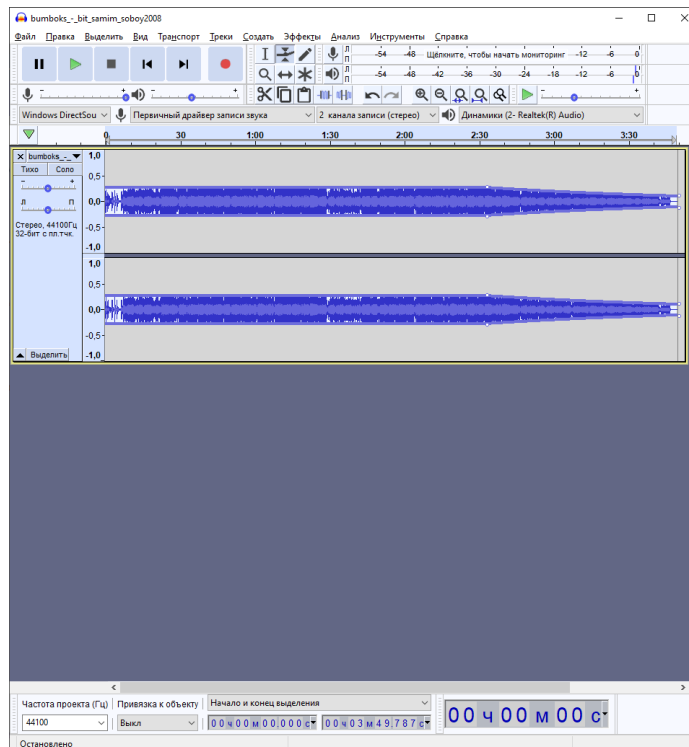 bumboks_-_bit_samim_soboy2008
Файл Правка Выделить Вид Транспорт Треки Создать Эффекты Анализ Инструменты Справка
Л П -54 -48 Щёлкните, чтобы начать мониторинг -12 -6 0
Л П -54 -48 -42 -36 -30 -24 -18 -12 -6 0
Windows DirectSou Первичный драйвер записи звука 2 канала записи (стерео) Динамики (2- Realtek(R) Audio)
0 30 1:00 1:30 2:00 2:30 3:00 3:30
bumboks_-_ 1,0
Тихо Соло
0,5
- +
0,0
Л П
Стерео, 44100Гц
-0,5
32-бит с пл.тчк.
-1,0
1,0
0,5
0,0
-0,5
Выделить -1,0
Частота проекта (Гц) Привязка к объекту Начало и конец выделения
44100 Выкл 00 ч 00 м 00.000 с 00 ч 03 м 49.787 с 00 ч 00 м 00 с
Остановлено